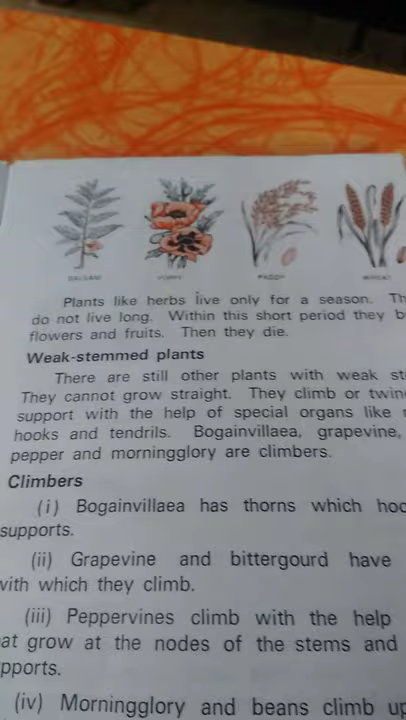 BALSAM POPPY PADDY WHEAT
Plants like herbs live only for a season. Th
do not live long. Within this short period they b
flowers and fruits. Then they die.
Weak-stemmed plants
There are still other plants with weak st
They cannot grow straight. They climb or twin
support with the help of special organs like
hooks and tendrils. Bogainvillaea, grapevine,
pepper and morningglory are climbers.
Climbers
(i) Bogainvillaea has thorns which hoo
supports.
(ii) Grapevine and bittergourd have
with which they climb.
(iii) Peppervines climb with the help
at grow at the nodes of the stems and
pports.
(iv) Morningglory and beans climb up